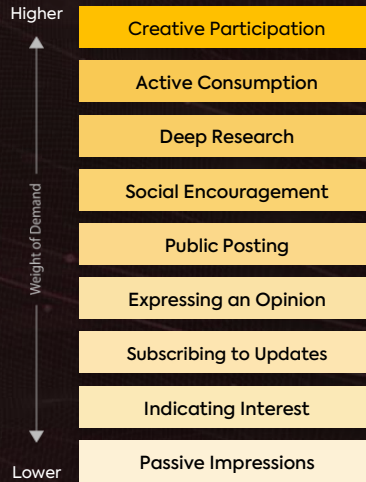 Higher
Creative Participation
Active Consumption
Deep Research
Social Encouragement
Weight of Demand
Public Posting
Expressing an Opinion
Subscribing to Updates
Indicating Interest
Passive Impressions
Lower